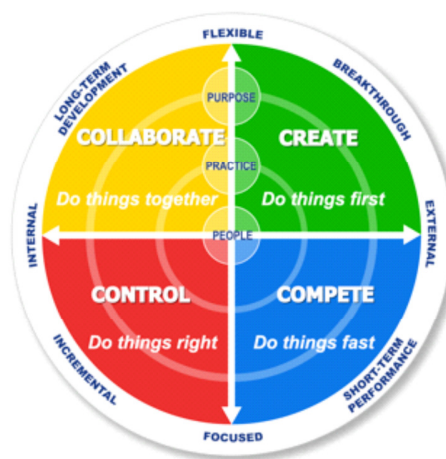 FLEXIBLE
LONG-TERM
DEVELOPMENT
BREAKTHROUGH
PURPOSE
COLLABORATE
CREATE
PRACTICE
Do things together
Do things first
INTERNAL
PEOPLE
EXTERNAL
CONTROL
COMPETE
Do things right
Do things fast
INCREMENTAL
SHORT-TERM
PERFORMANCE
FOCUSED